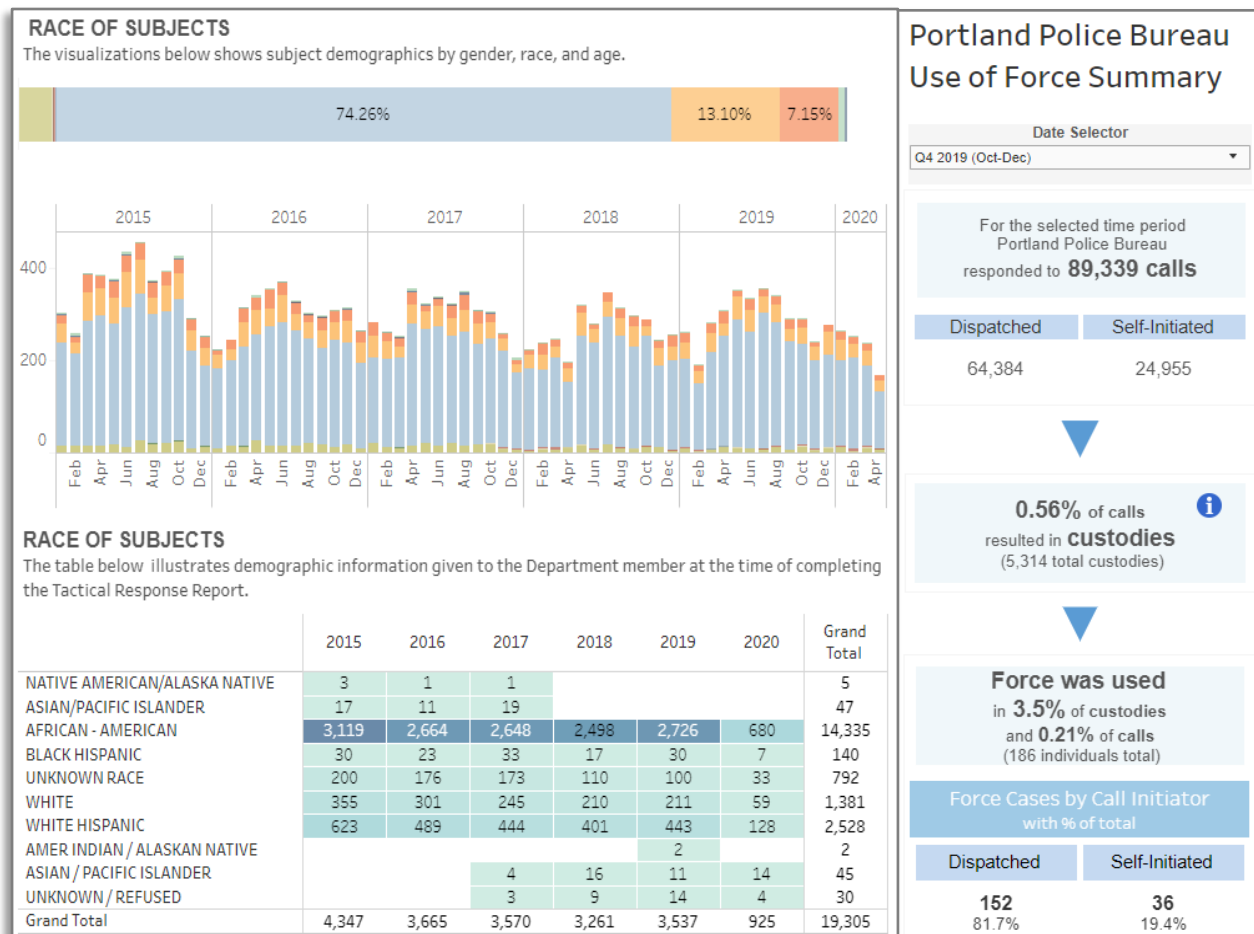 RACE OF SUBJECTS
The visualizations below shows subject demographics by gender, race, and age.
74.26% 13.10% 7.15%
2015 2016 2017 2018 2019 2020
400
200
0
Feb Apr Jun Aug Oct Dec Feb Apr Jun Aug Oct Dec Feb Apr Jun Aug Oct Dec Feb Apr Jun Aug Oct Dec Feb Apr Jun Aug Oct Dec Feb Apr
RACE OF SUBJECTS
The table below illustrates demographic information given to the Department member at the time of completing
the Tactical Response Report.
2015 2016 2017 2018 2019 2020 Grand Total
NATIVE AMERICAN/ALASKA NATIVE 3 1 1 5
ASIAN/PACIFIC ISLANDER 17 11 19 47
AFRICAN - AMERICAN 3,119 2,664 2,648 2,498 2,726 680 14,335
BLACK HISPANIC 30 23 33 17 30 7 140
UNKNOWN RACE 200 176 173 110 100 33 792
WHITE 355 301 245 210 211 59 1,381
WHITE HISPANIC 623 489 444 401 443 128 2,528
AMER INDIAN / ALASKAN NATIVE 2 2
ASIAN / PACIFIC ISLANDER 4 16 11 14 45
UNKNOWN / REFUSED 3 9 14 4 30
Grand Total 4,347 3,665 3,570 3,261 3,537 925 19,305
Portland Police Bureau
Use of Force Summary
Date Selector
Q4 2019 (Oct-Dec)
For the selected time period
Portland Police Bureau
responded to 89,339 calls
Dispatched Self-Initiated
64,384 24,955
0.56% of calls
resulted in custodies
(5,314 total custodies)
i
Force was used
in 3.5% of custodies
and 0.21% of calls
(186 individuals total)
Force Cases by Call Initiator
with % of total
Dispatched Self-Initiated
152 36
81.7% 19.4%